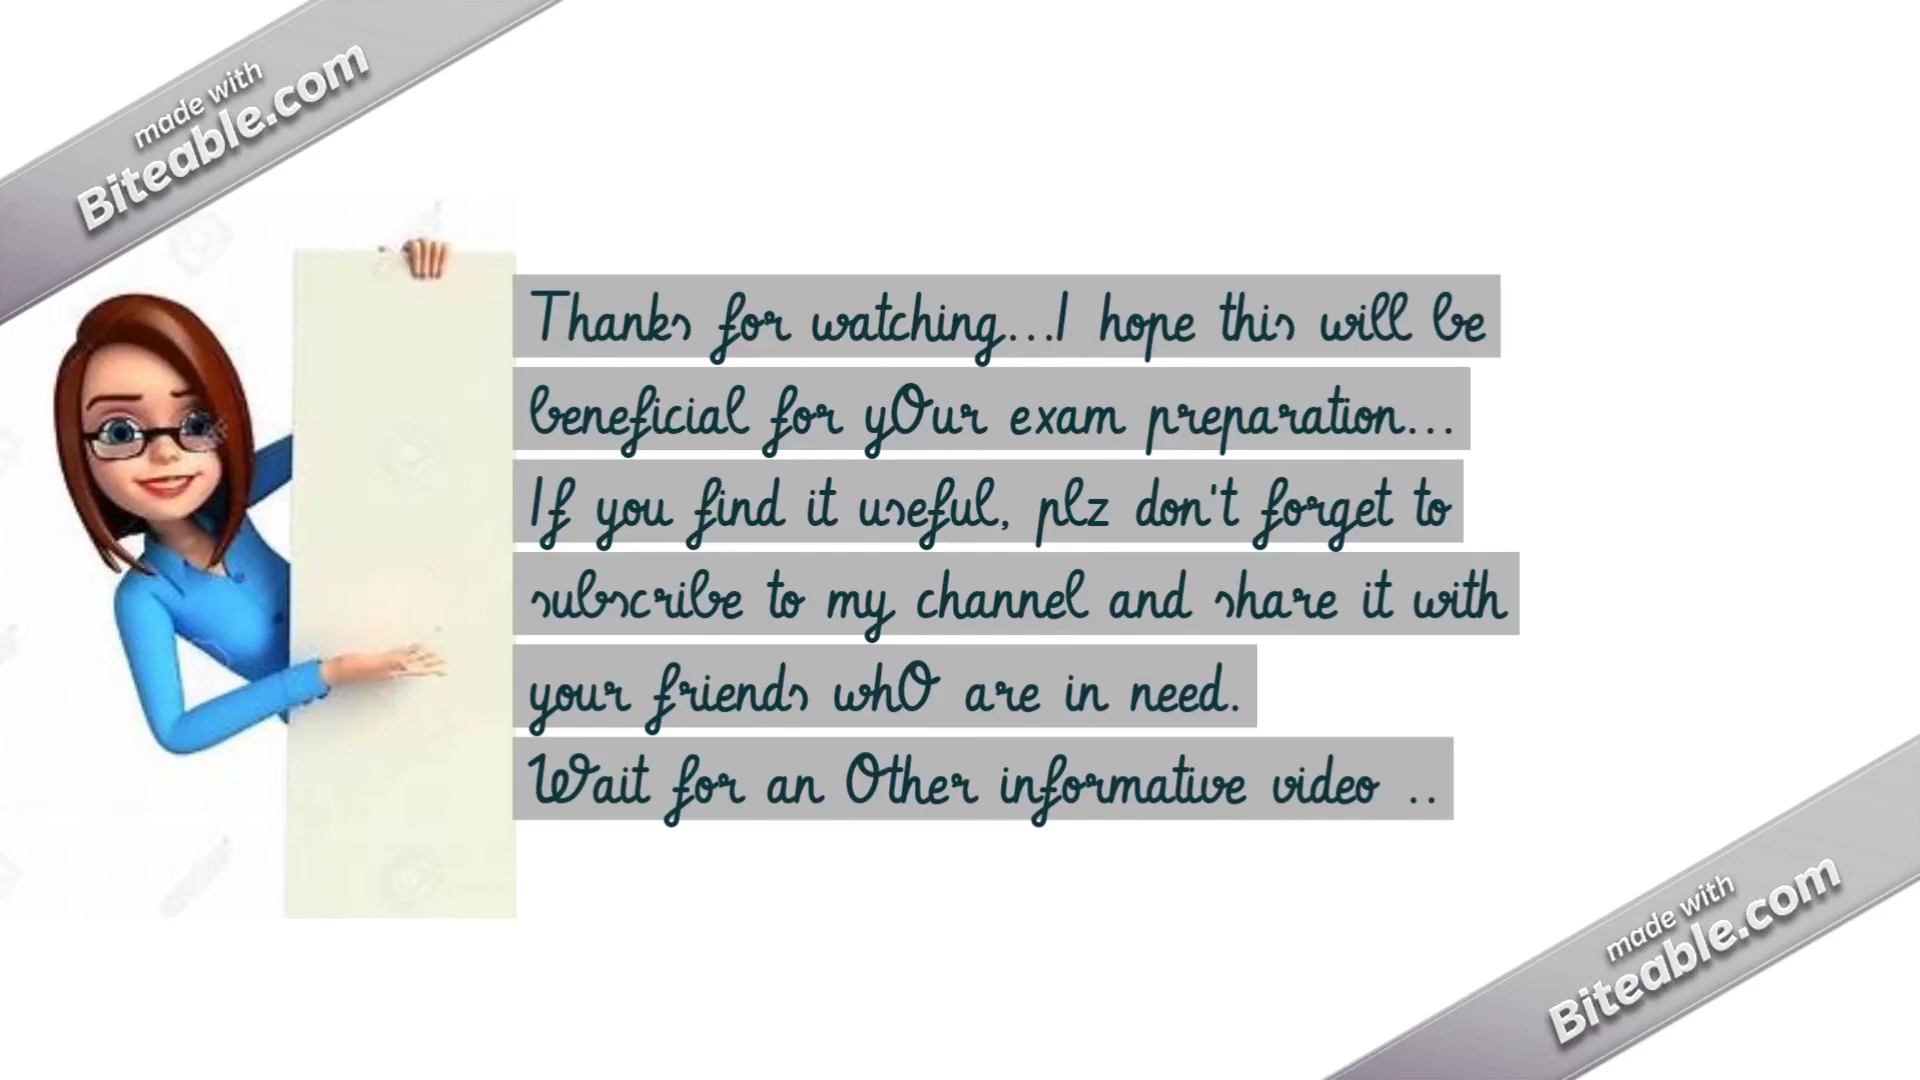 made with
Biteable.com
Thanks for watching...I hope this will be
beneficial for yOur exam preparation...
If you find it useful, plz don't forget to
subscribe to my channel and share it with
your friends whO are in need.
Wait for an Other informative video ..
made with
Biteable.com